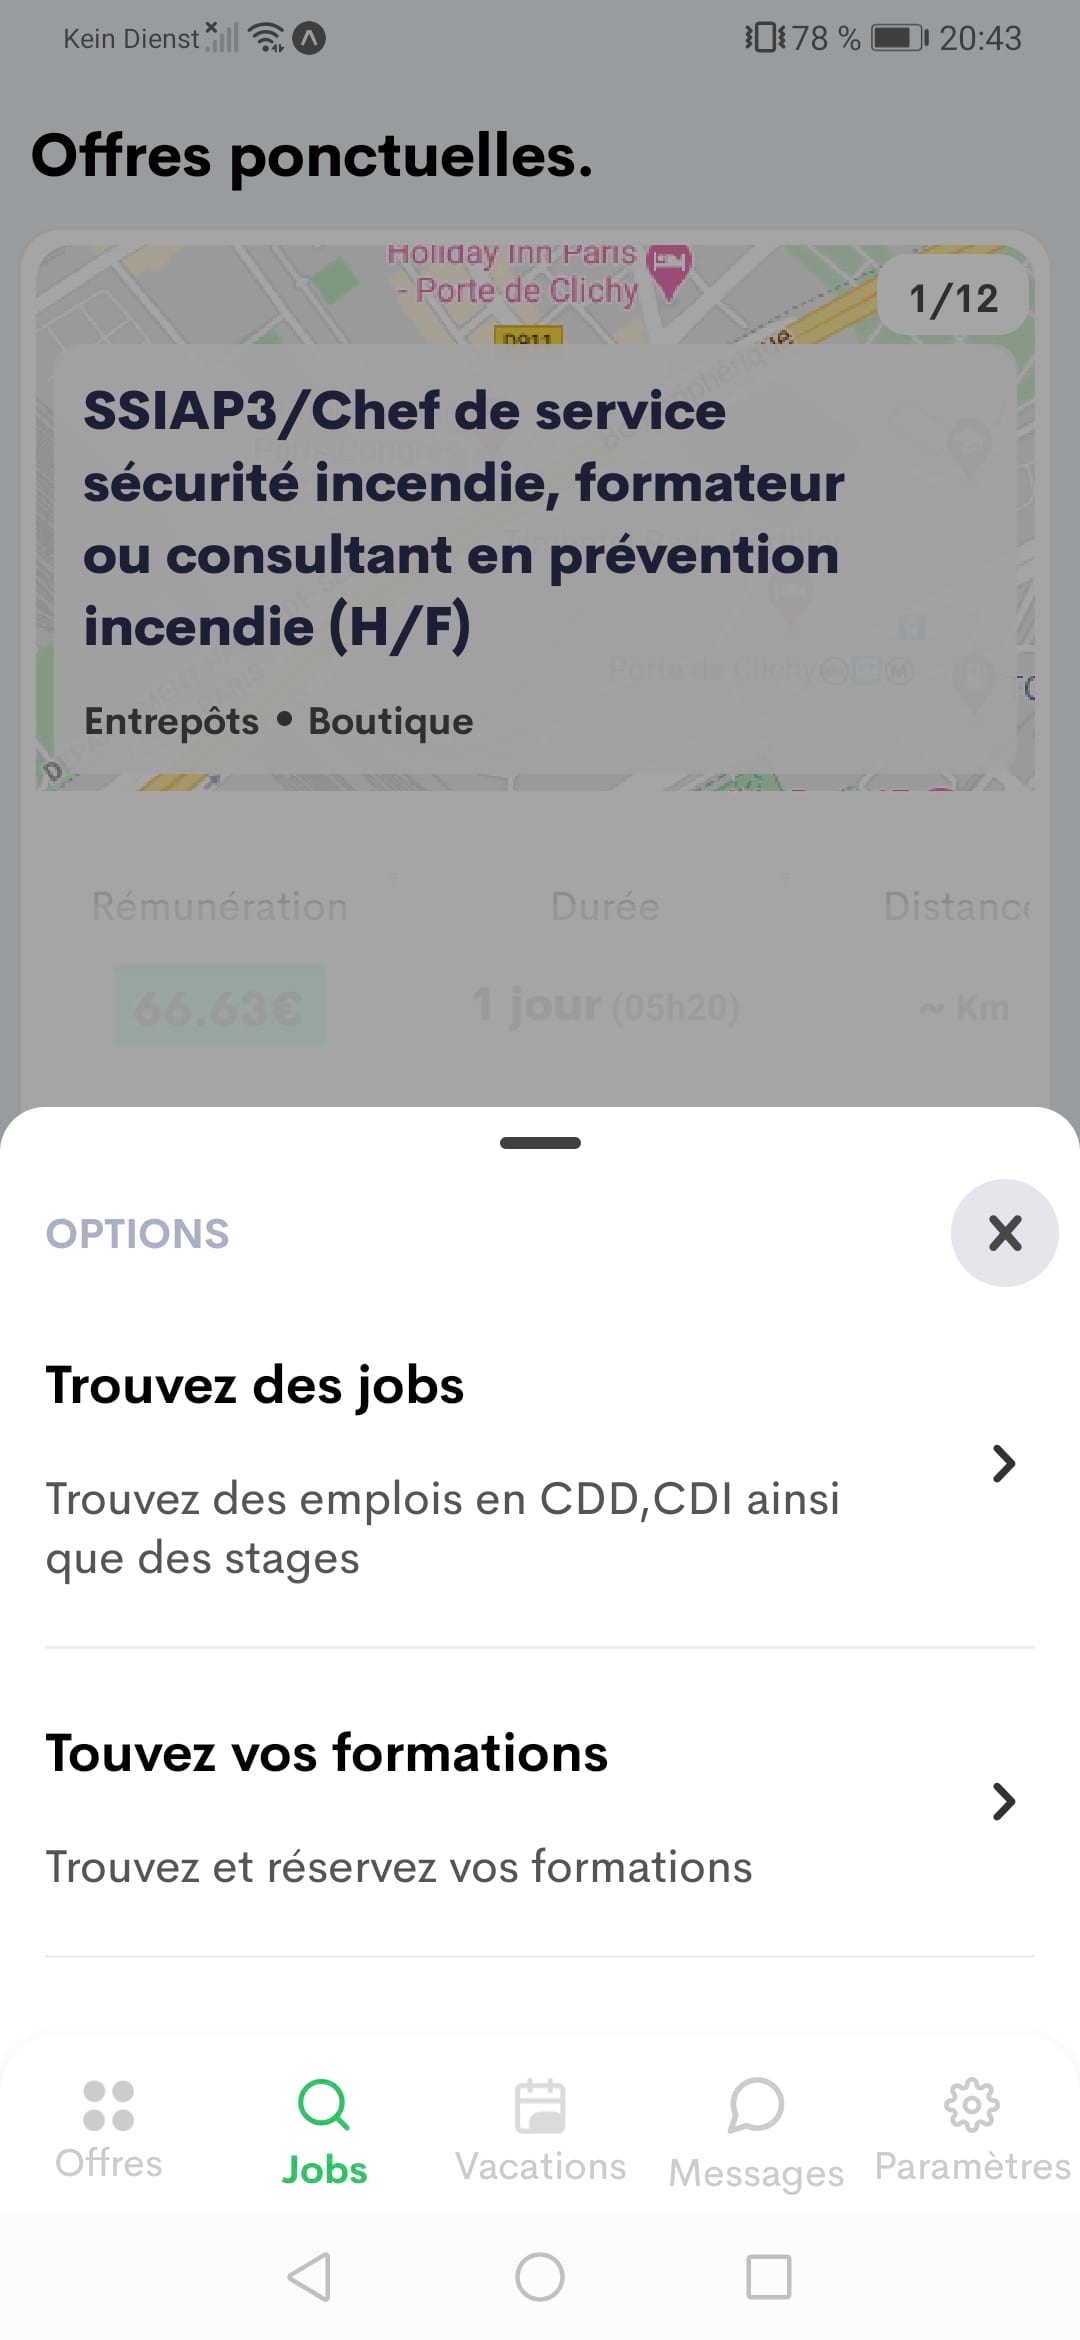 Kein Dienst
78 %
20:43
Offres ponctuelles.
Holiday Inn Paris
- Porte de Clichy
1/12
D911
SSIAP3/Chef de service
sécurité incendie, formateur
ou consultant en prévention
incendie (H/F)
Porte de Clichy
M
Entrepôts • Boutique
Rémunération
Durée
Distance
66.63€
1 jour (05h20)
~ Km
OPTIONS
Trouvez des jobs
Trouvez des emplois en CDD,CDI ainsi
que des stages
Touvez vos formations
Trouvez et réservez vos formations
Offres
Jobs
Vacations
Messages
Paramètres